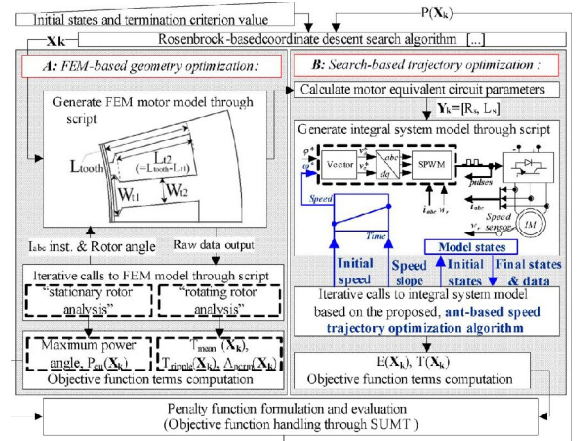 Initial states and termination criterion value
P(Xk)
Xk
Rosenbrock-basedcoordinate descent search algorithm [...]
A: FEM-based geometry optimization:
B: Search-based trajectory optimization :
Generate FEM motor model through
script
Ltooth
Lt2
(=Ltooth-Lt1)
Wt1
Wt2
Iabc inst. & Rotor angle
Raw data output
Iterative calls to FEM model through script
“stationary rotor
analysis”
“rotating rotor
analysis”
Maximum power
angle, Pcu(Xk)
Tmean (Xk),
Tripple(Xk), Λnorm(Xk)
Objective function terms computation
Calculate motor equivalent circuit parameters
Yk=[Rs, Ls]
Generate integral system model through script
Vector
abc
dq
SPWM
pulses
iabc
Speed
Time
Speed
sensor
IM
Model states
Initial
speed
Speed
slope
Initial
states
Final states
& data
Iterative calls to integral system model
based on the proposed, ant-based speed
trajectory optimization algorithm
E(Xk), T(Xk)
Objective function terms computation
Penalty function formulation and evaluation
(Objective function handling through SUMT )